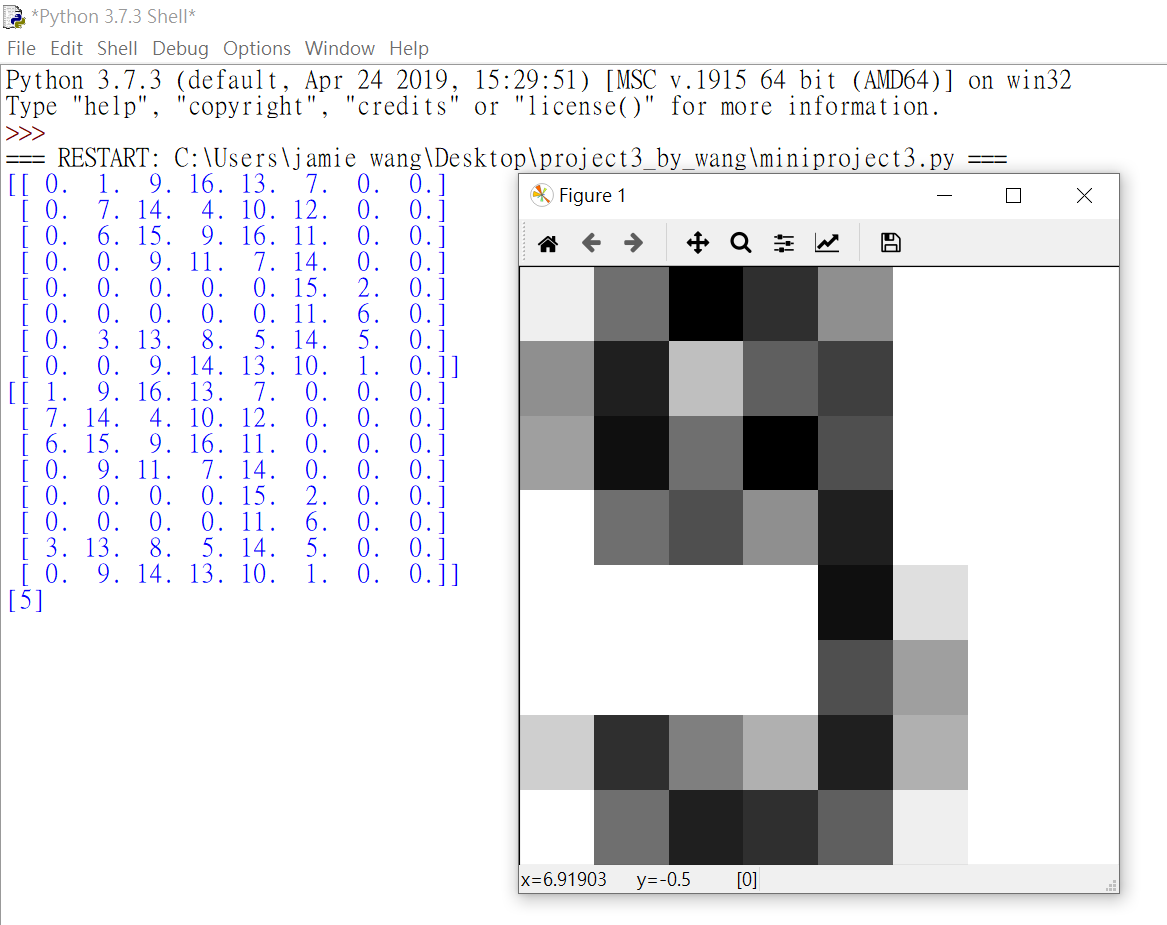 *Python 3.7.3 Shell*
File Edit Shell Debug Options Window Help
Python 3.7.3 (default, Apr 24 2019, 15:29:51) [MSC v.1915 64 bit (AMD64)] on win32
Type "help", "copyright", "credits" or "license()" for more information.
>>>
=== RESTART: C:\Users\jamie wang\Desktop\project3_by_wang\miniproject3.py ===
[[ 0. 1. 9. 16. 13. 7. 0. 0.]
[ 0. 7. 14. 4. 10. 12. 0. 0.]
[ 0. 6. 15. 9. 16. 11. 0. 0.]
[ 0. 0. 9. 11. 7. 14. 0. 0.]
[ 0. 0. 0. 0. 0. 15. 2. 0.]
[ 0. 0. 0. 0. 0. 11. 6. 0.]
[ 0. 3. 13. 8. 5. 14. 5. 0.]
[ 0. 0. 9. 14. 13. 10. 1. 0.]]
[[ 1. 9. 16. 13. 7. 0. 0. 0.]
[ 7. 14. 4. 10. 12. 0. 0. 0.]
[ 6. 15. 9. 16. 11. 0. 0. 0.]
[ 0. 9. 11. 7. 14. 0. 0. 0.]
[ 0. 0. 0. 0. 15. 2. 0. 0.]
[ 0. 0. 0. 0. 11. 6. 0. 0.]
[ 3. 13. 8. 5. 14. 5. 0. 0.]
[ 0. 9. 14. 13. 10. 1. 0. 0.]]
[5]
Figure 1
x=6.91903 y=-0.5 [0]